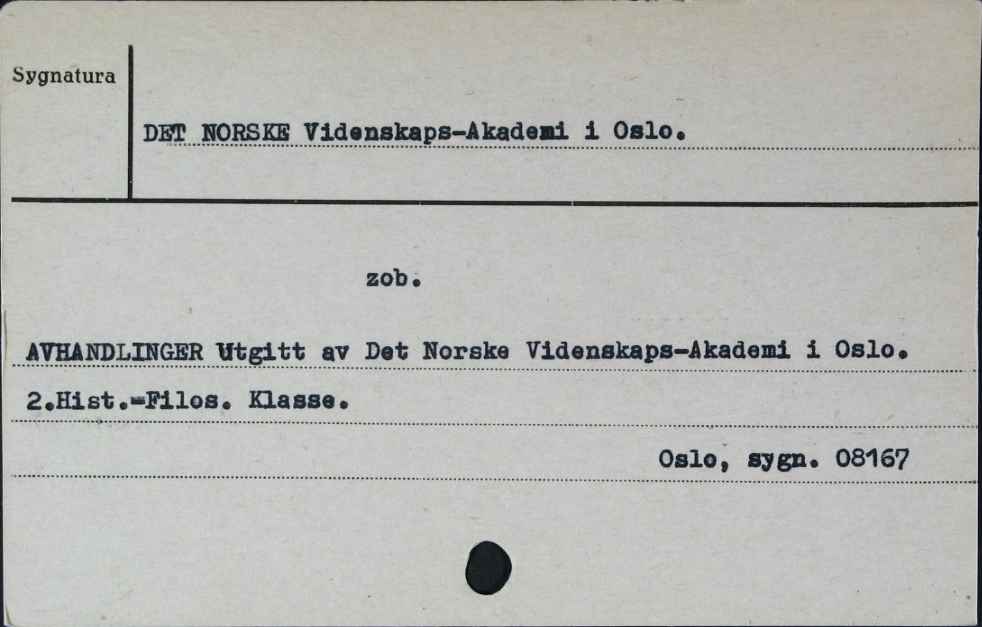 Sygnatura
DET NORSKE Videnskaps-Akademi i Oslo.
zob.
AVHANDLINGER Utgitt av Det Norske Videnskaps-Akademi i Oslo.
2.Hist.-Filos. Klasse.
Oslo, sygn. 08167